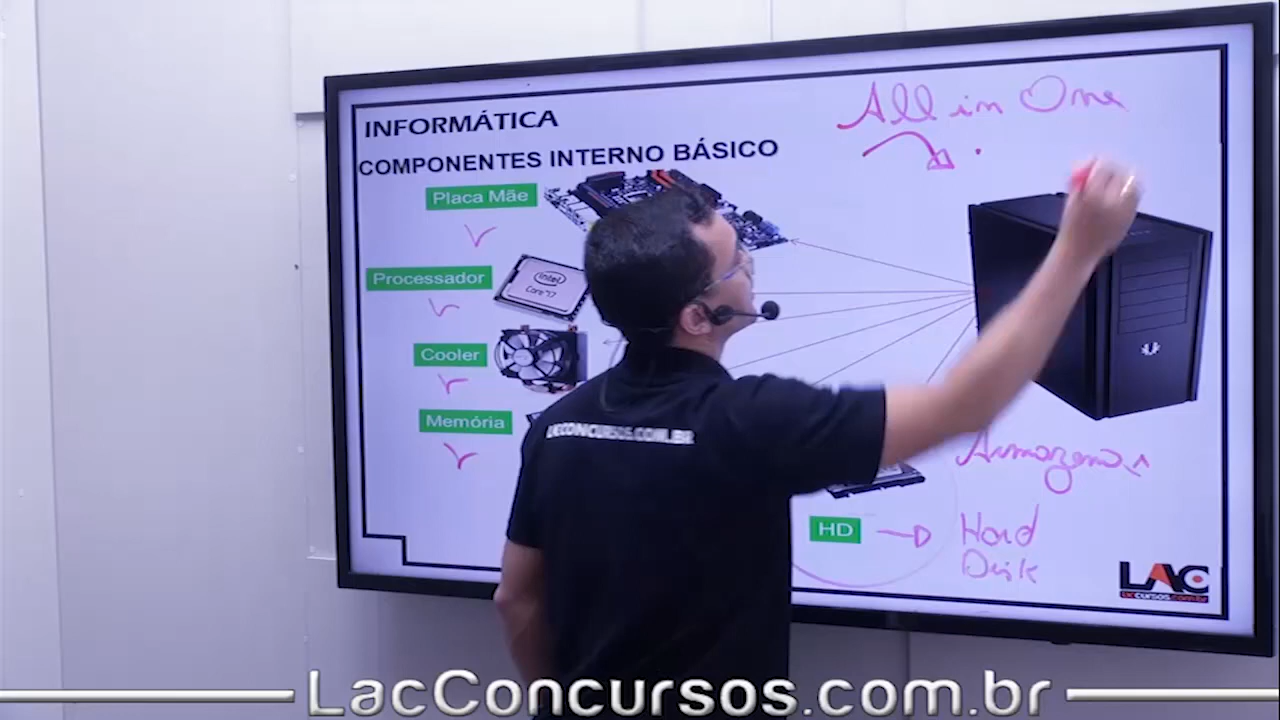 INFORMÁTICA
COMPONENTES INTERNO BÁSICO
All in One
Placa Mãe
Processador
intel
Core i7
Cooler
Memória
LACCONCURSOS.COM.BR
Armazenar
HD
Hard
Disk
LAC
LacConcursos.com.br